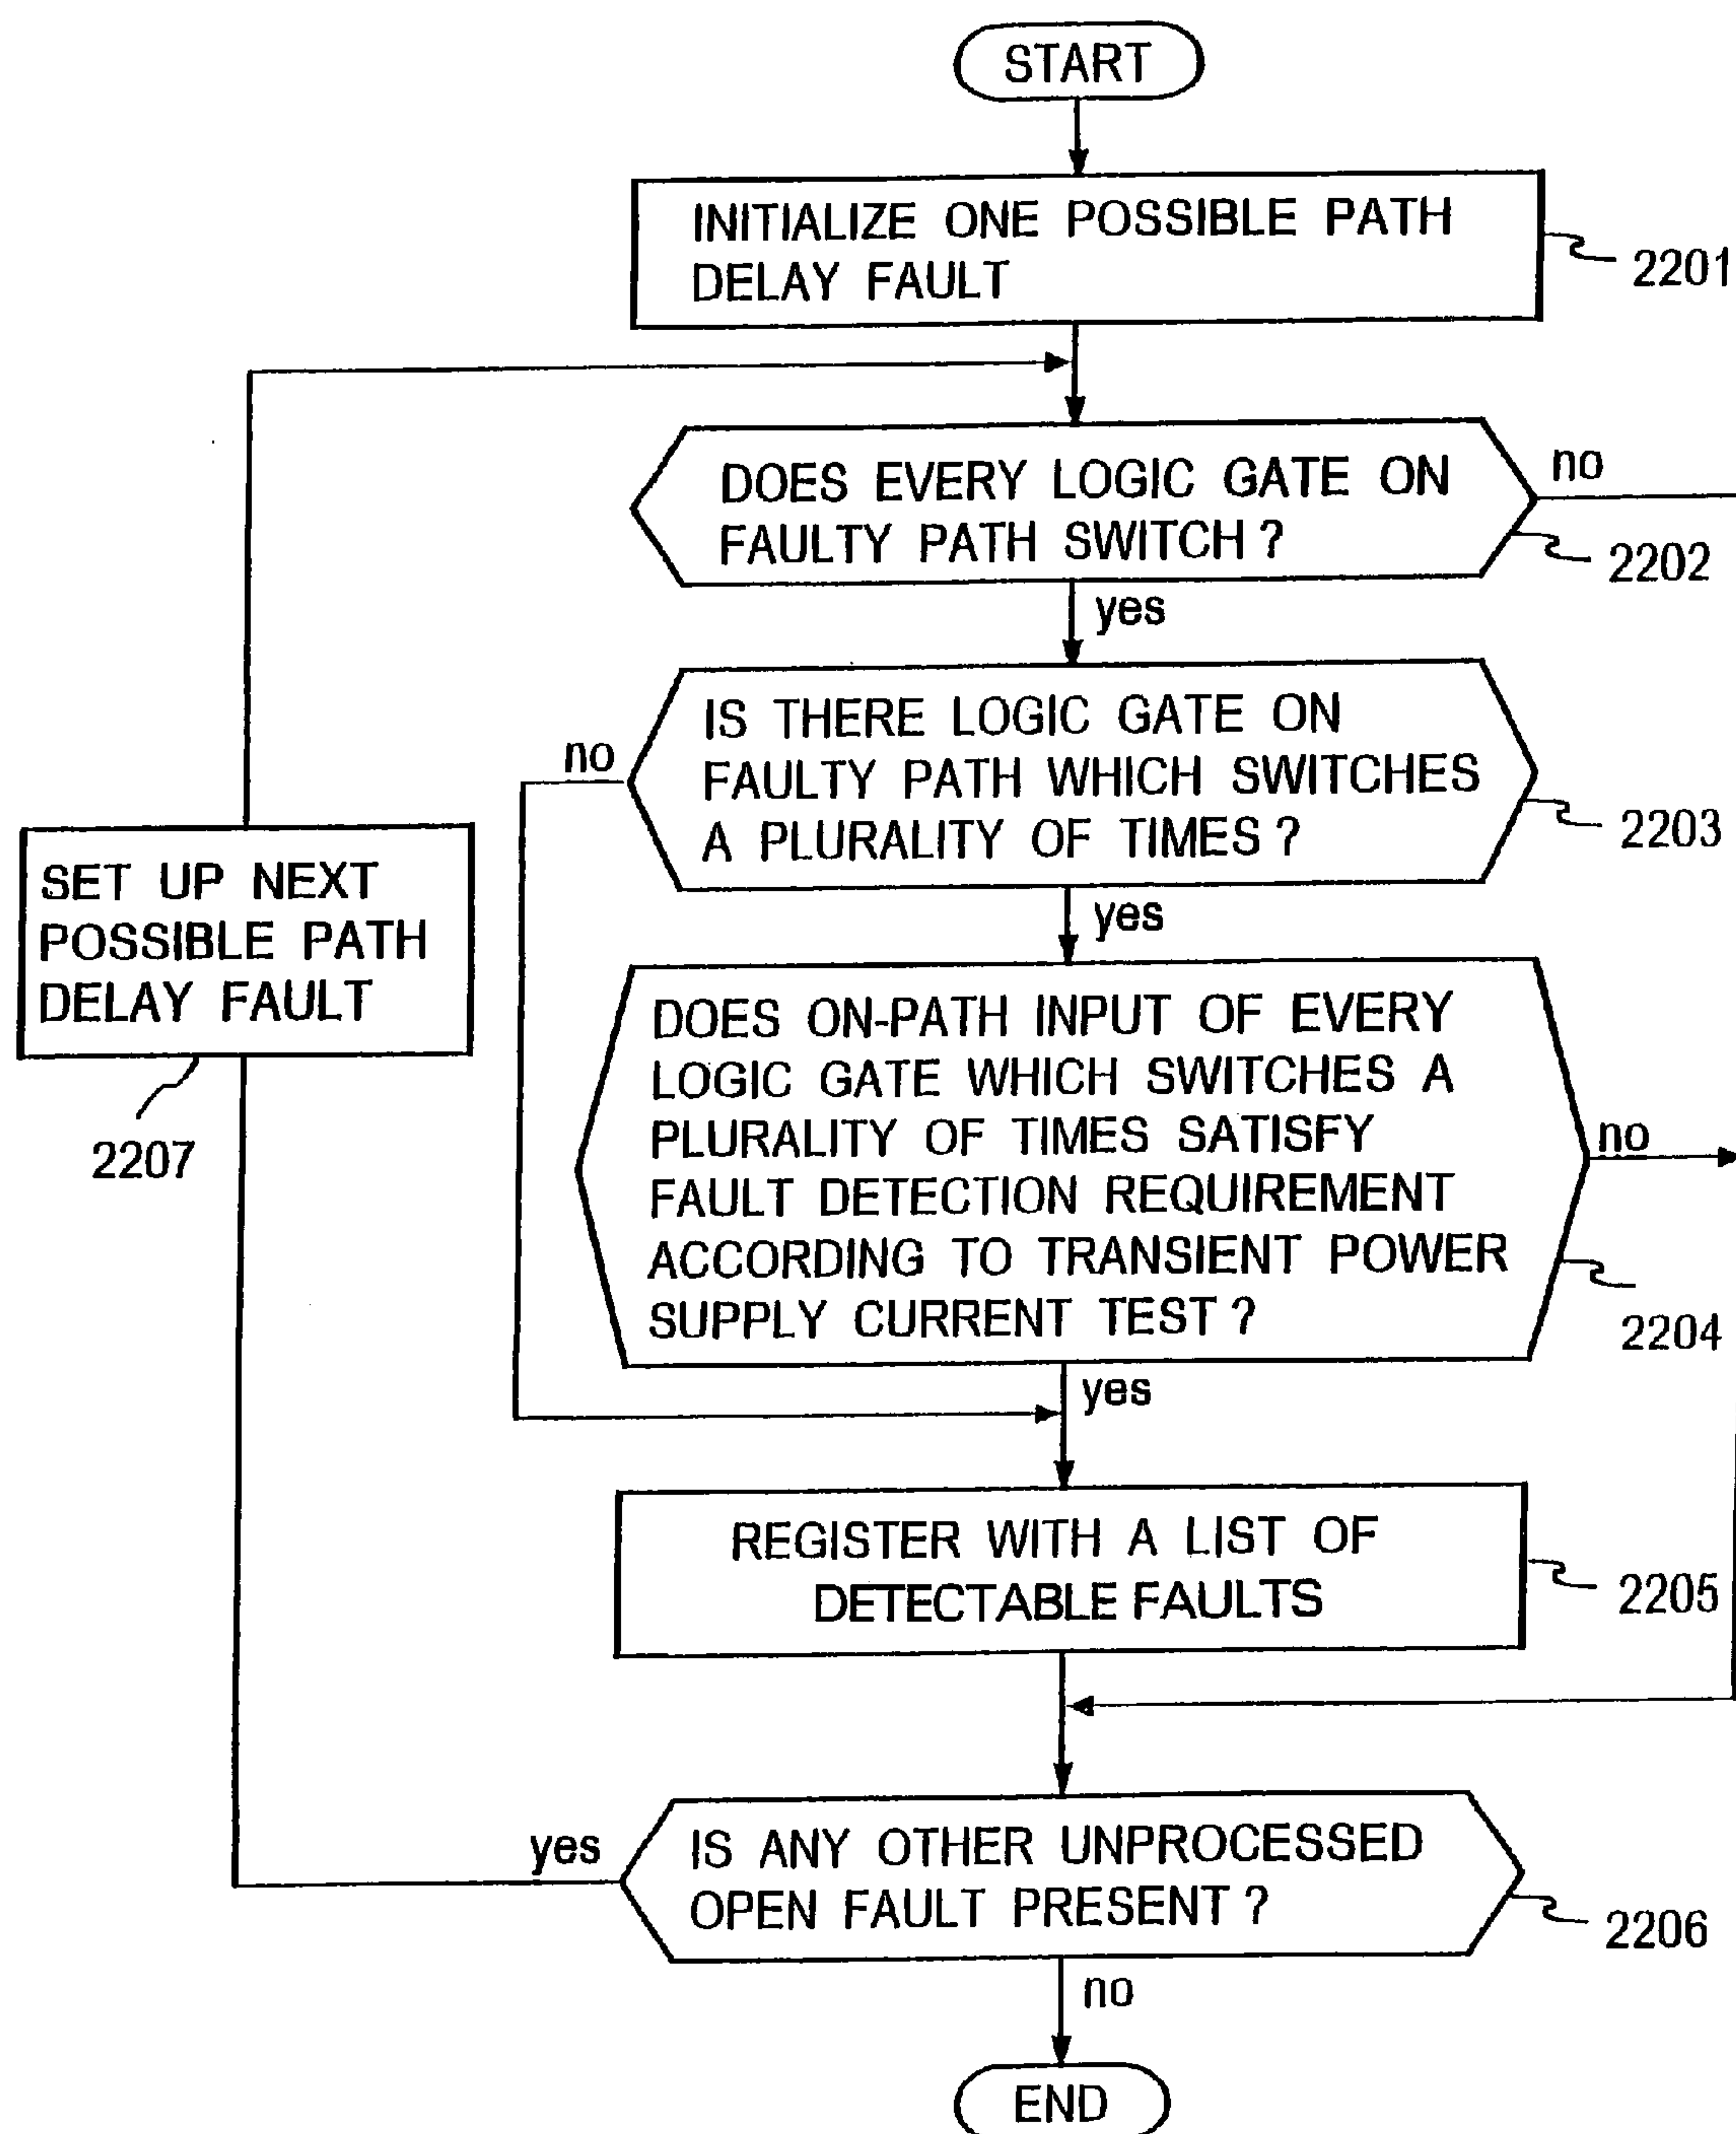 START
INITIALIZE ONE POSSIBLE PATH
DELAY FAULT
2201
DOES EVERY LOGIC GATE ON
FAULTY PATH SWITCH?
no
2202
yes
IS THERE LOGIC GATE ON
FAULTY PATH WHICH SWITCHES
A PLURALITY OF TIMES?
no
2203
yes
SET UP NEXT
POSSIBLE PATH
DELAY FAULT
2207
DOES ON-PATH INPUT OF EVERY
LOGIC GATE WHICH SWITCHES A
PLURALITY OF TIMES SATISFY
FAULT DETECTION REQUIREMENT
ACCORDING TO TRANSIENT POWER
SUPPLY CURRENT TEST?
no
2204
yes
REGISTER WITH A LIST OF
DETECTABLE FAULTS
2205
yes
IS ANY OTHER UNPROCESSED
OPEN FAULT PRESENT?
2206
no
END